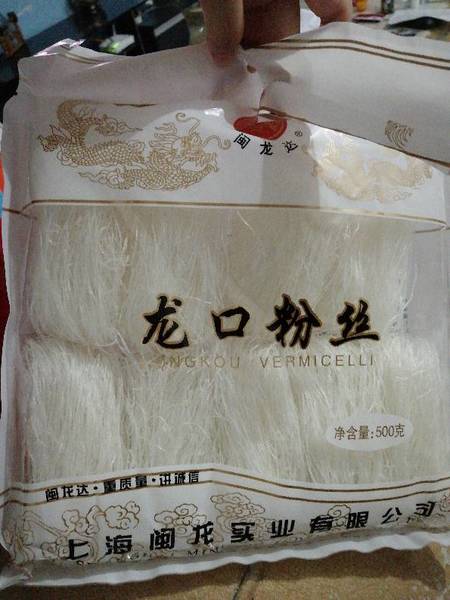 闽龙达®
龙口粉丝
LONGKOU VERMICELLI
净含量:500克
闽龙达·重质量·讲诚信
上海闽龙实业有限公司